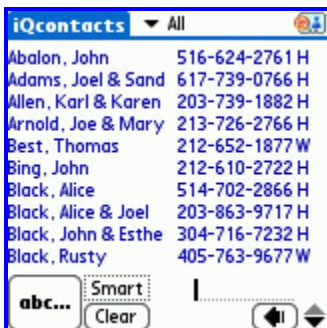 iQcontacts ▼ All
Abalon, John 516-624-2761 H
Adams, Joel & Sand 617-739-0766 H
Allen, Karl & Karen 203-739-1882 H
Arnold, Joe & Mary 213-726-2766 H
Best, Thomas 212-652-1877 W
Bing, John 212-610-2722 H
Black, Alice 514-702-2866 H
Black, Alice & Joel 203-863-9717 H
Black, John & Esthe 304-716-7232 H
Black, Rusty 405-763-9677 W
abc... Smart
Clear